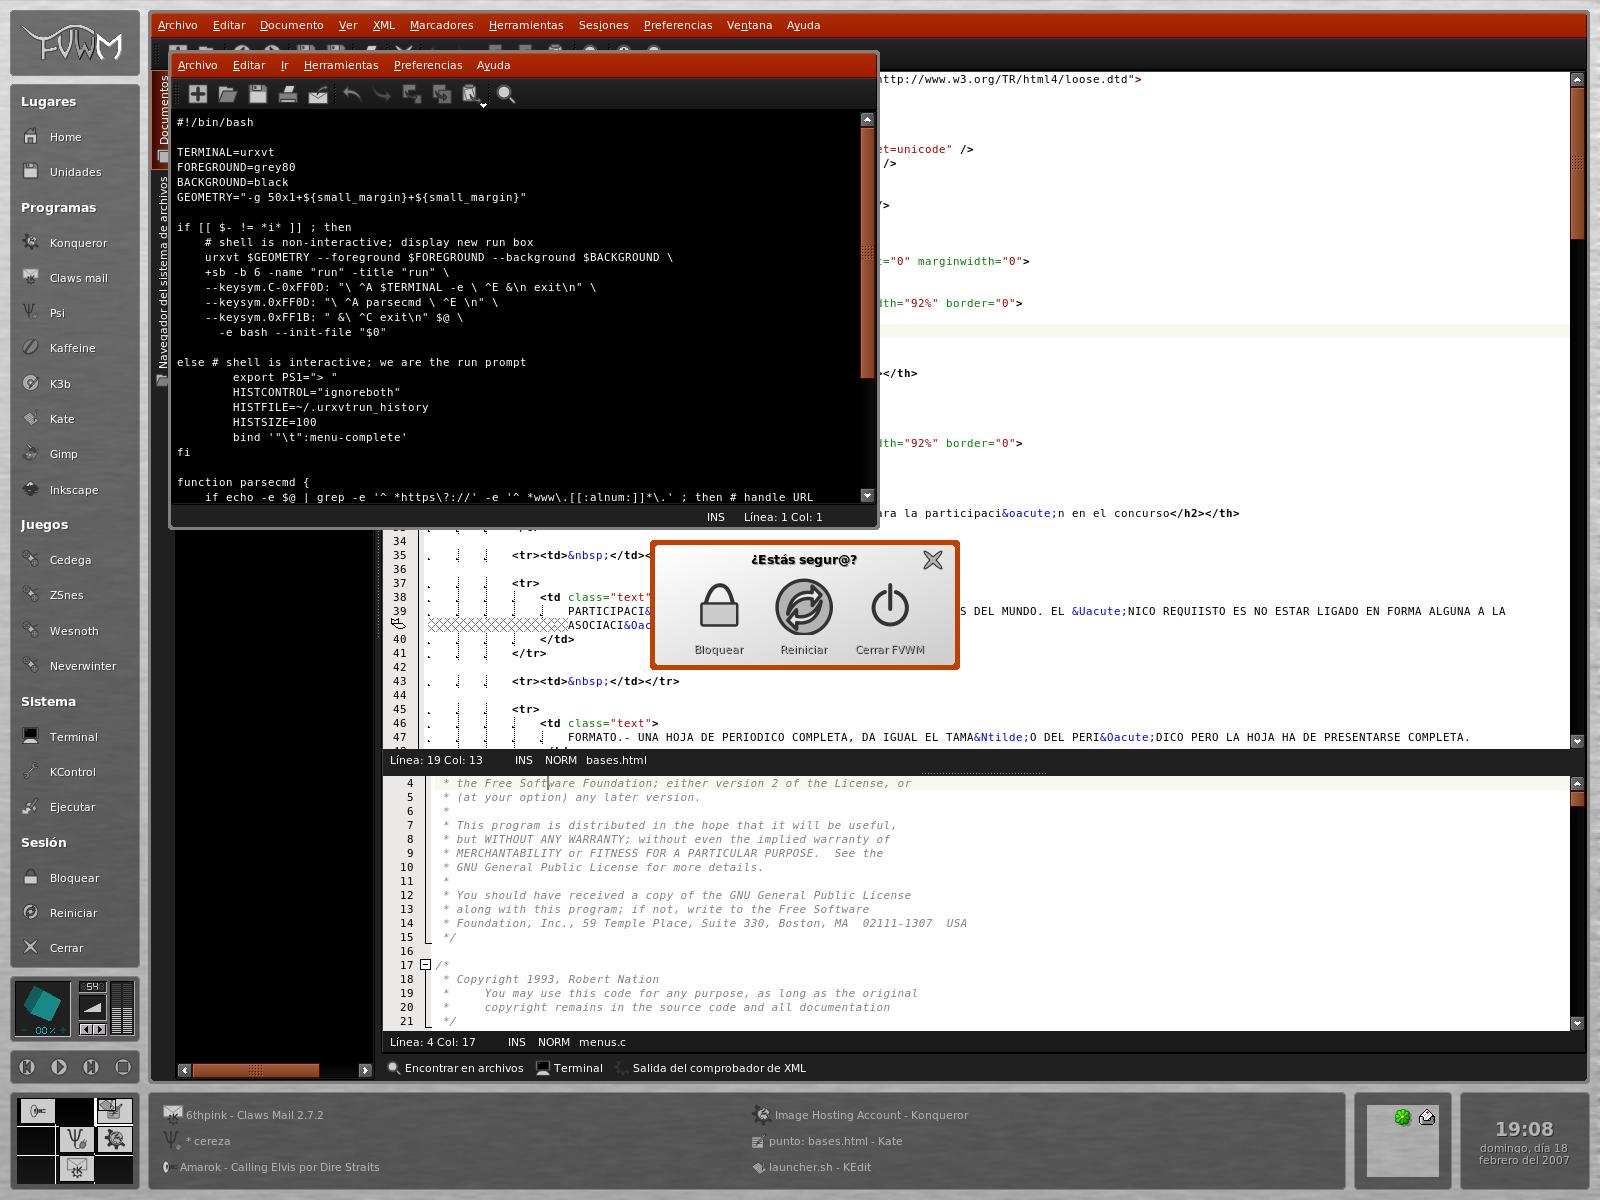 FVWM
Lugares
Home
Unidades
Programas
Konqueror
Claws mail
Psi
Kaffeine
K3b
Kate
Gimp
Inkscape
Juegos
Cedega
ZSnes
Wesnoth
Neverwinter
Sistema
Terminal
KControl
Ejecutar
Sesión
Bloquear
Reiniciar
Cerrar
54
00%
Archivo Editar Documento Ver XML Marcadores Herramientas Sesiones Preferencias Ventana Ayuda
Documentos
Navegador del sistema de archivos
Archivo Editar Ir Herramientas Preferencias Ayuda
#!/bin/bash
TERMINAL=urxvt
FOREGROUND=grey80
BACKGROUND=black
GEOMETRY="-g 50x1+${small_margin}+${small_margin}"
if [[ $- != *i* ]] ; then
# shell is non-interactive; display new run box
urxvt $GEOMETRY --foreground $FOREGROUND --background $BACKGROUND \
+sb -b 6 -name "run" -title "run" \
--keysym.C-0xFF0D: "\ ^A $TERMINAL -e \ ^E &\n exit\n" \
--keysym.0xFF0D: "\ ^A parsecmd \ ^E \n" \
--keysym.0xFF1B: " &\ ^C exit\n" $@ \
-e bash --init-file "$0"
else # shell is interactive; we are the run prompt
export PS1="> "
HISTCONTROL="ignoreboth"
HISTFILE=~/.urxvtrun_history
HISTSIZE=100
bind '"\t":menu-complete'
fi
function parsecmd {
if echo -e $@ | grep -e '^ *https\?://' -e '^ *www\.[[:alnum:]]*\.' ; then # handle URL
INS Línea: 1 Col: 1
http://www.w3.org/TR/html4/loose.dtd">
et=unicode" />
/>
/>
="0" marginwidth="0">
dth="92%" border="0">
></th>
dth="92%" border="0">
ara la participaci&oacute;n en el concurso</h2></th>
34
35 <tr><td>&nbsp;</td><
36
37 <tr>
38 <td class="text"
39 PARTICIPACI& S DEL MUNDO. EL &Uacute;NICO REQUIISTO ES NO ESTAR LIGADO EN FORMA ALGUNA A LA
ASOCIACI&Oac
40 </td>
41 </tr>
42
43 <tr><td>&nbsp;</td></tr>
44
45 <tr>
46 <td class="text">
47 FORMATO.- UNA HOJA DE PERIODICO COMPLETA, DA IGUAL EL TAMA&Ntilde;O DEL PERI&Oacute;DICO PERO LA HOJA HA DE PRESENTARSE COMPLETA.
¿Estás segur@?
Bloquear Reiniciar Cerrar FVWM
Línea: 19 Col: 13 INS NORM bases.html
4 * the Free Software Foundation; either version 2 of the License, or
5 * (at your option) any later version.
6 *
7 * This program is distributed in the hope that it will be useful,
8 * but WITHOUT ANY WARRANTY; without even the implied warranty of
9 * MERCHANTABILITY or FITNESS FOR A PARTICULAR PURPOSE.  See the
10 * GNU General Public License for more details.
11 *
12 * You should have received a copy of the GNU General Public License
13 * along with this program; if not, write to the Free Software
14 * Foundation, Inc., 59 Temple Place, Suite 330, Boston, MA  02111-1307  USA
15 */
16
17 /*
18 * Copyright 1993, Robert Nation
19 * You may use this code for any purpose, as long as the original
20 * copyright remains in the source code and all documentation
21 */
Línea: 4 Col: 17 INS NORM menus.c
Encontrar en archivos Terminal Salida del comprobador de XML
6thpink - Claws Mail 2.7.2
* cereza
Amarok - Calling Elvis por Dire Straits
Image Hosting Account - Konqueror
punto: bases.html - Kate
launcher.sh - KEdit
19:08
domingo, día 18
febrero del 2007